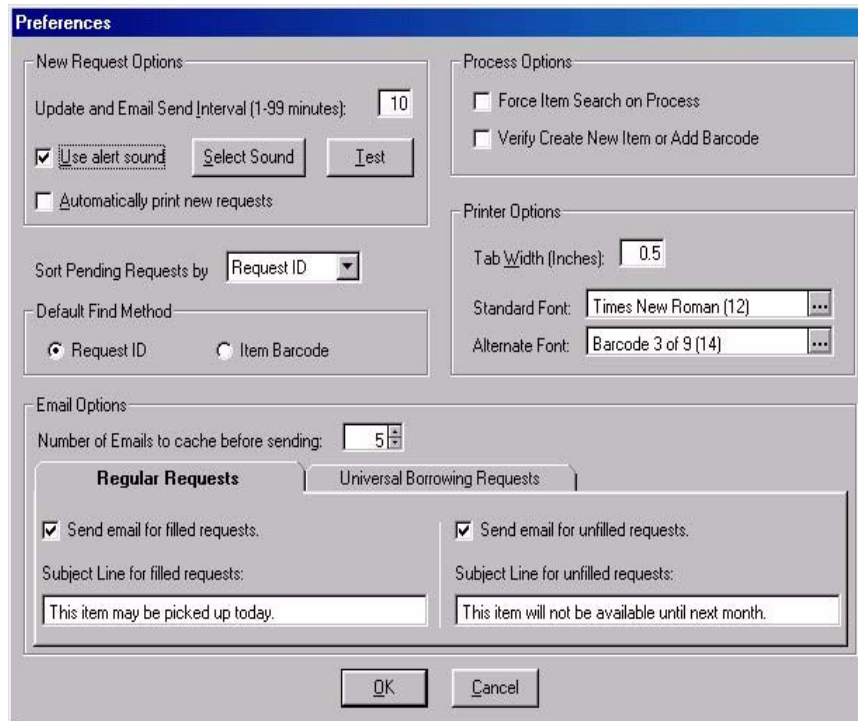 Preferences
New Request Options
Update and Email Send Interval (1-99 minutes): 10
Use alert sound Select Sound Test
Automatically print new requests
Sort Pending Requests by Request ID
Default Find Method
Request ID Item Barcode
Process Options
Force Item Search on Process
Verify Create New Item or Add Barcode
Printer Options
Tab Width (Inches): 0.5
Standard Font: Times New Roman (12) ...
Alternate Font: Barcode 3 of 9 (14) ...
Email Options
Number of Emails to cache before sending: 5
Regular Requests Universal Borrowing Requests
Send email for filled requests.
Subject Line for filled requests:
This item may be picked up today.
Send email for unfilled requests.
Subject Line for unfilled requests:
This item will not be available until next month.
OK Cancel